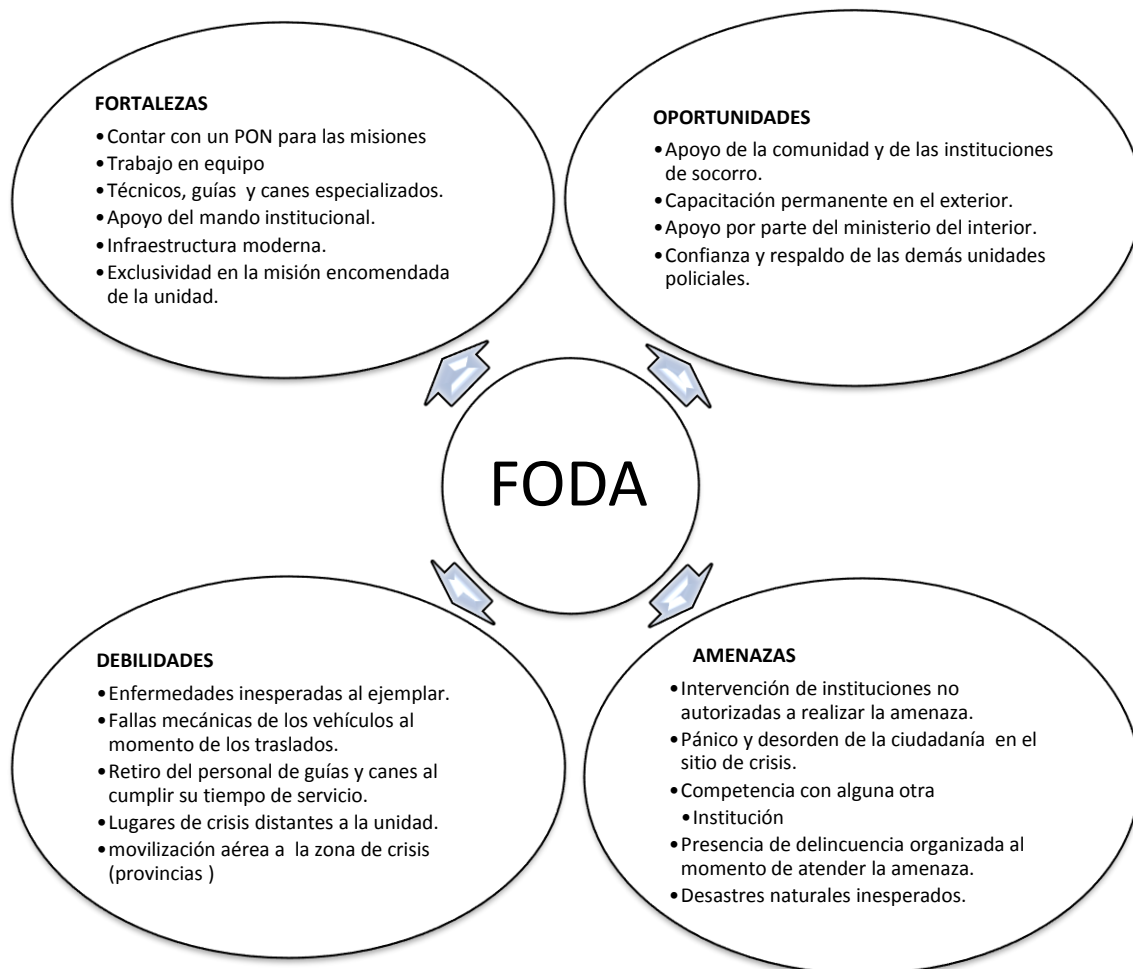 FORTALEZAS
•Contar con un PON para las misiones
•Trabajo en equipo
•Técnicos, guías y canes especializados.
•Apoyo del mando institucional.
•Infraestructura moderna.
•Exclusividad en la misión encomendada
de la unidad.
OPORTUNIDADES
•Apoyo de la comunidad y de las instituciones
de socorro.
•Capacitación permanente en el exterior.
•Apoyo por parte del ministerio del interior.
•Confianza y respaldo de las demás unidades
policiales.
FODA
DEBILIDADES
•Enfermedades inesperadas al ejemplar.
•Fallas mecánicas de los vehículos al
momento de los traslados.
•Retiro del personal de guías y canes al
cumplir su tiempo de servicio.
•Lugares de crisis distantes a la unidad.
•movilización aérea a la zona de crisis
(provincias )
AMENAZAS
•Intervención de instituciones no
autorizadas a realizar la amenaza.
•Pánico y desorden de la ciudadanía en el
sitio de crisis.
•Competencia con alguna otra
•Institución
•Presencia de delincuencia organizada al
momento de atender la amenaza.
•Desastres naturales inesperados.